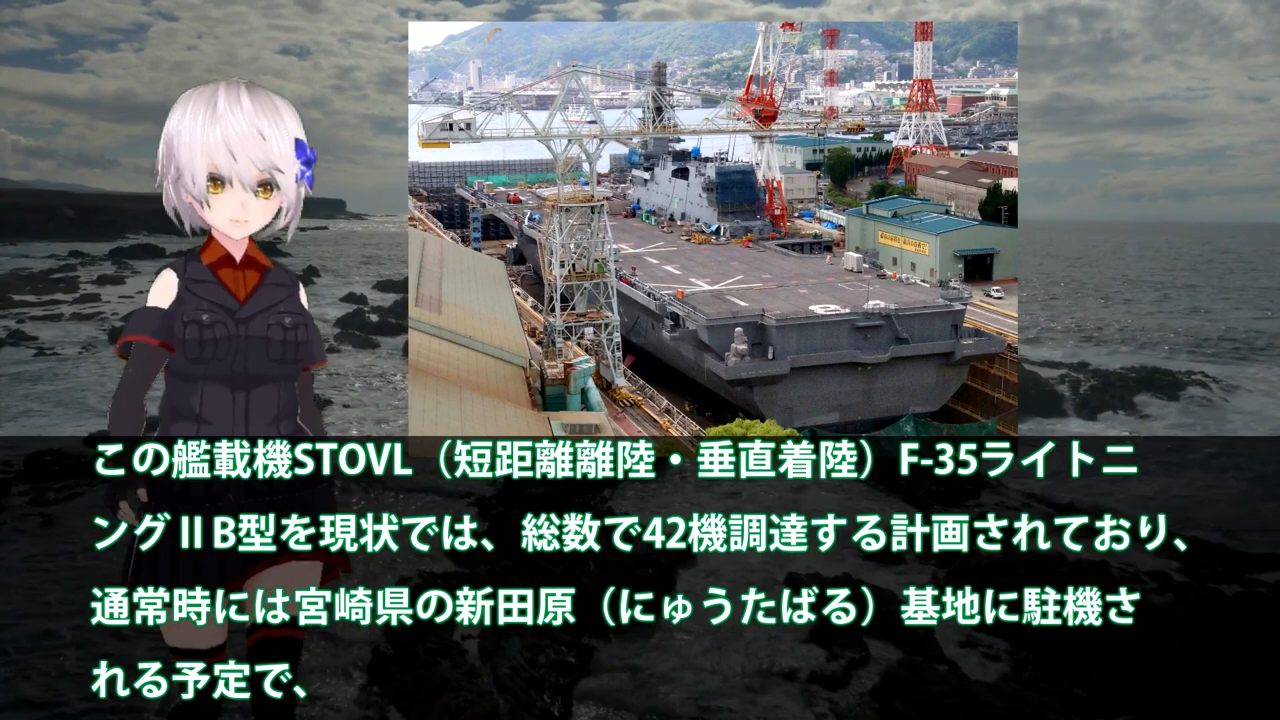 この艦載機STOVL（短距離離陸・垂直着陸）F-35ライトニ
ングⅡB型を現状では、総数で42機調達する計画されており、
通常時には宮崎県の新田原（にゅうたばる）基地に駐機さ
れる予定で、